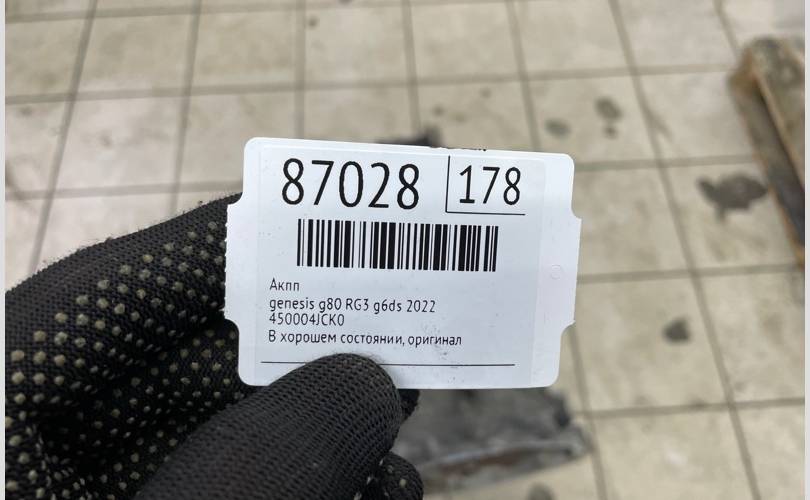 87028 178
Акпп
genesis g80 RG3 g6ds 2022
450004JCK0
В хорошем состоянии, оригинал